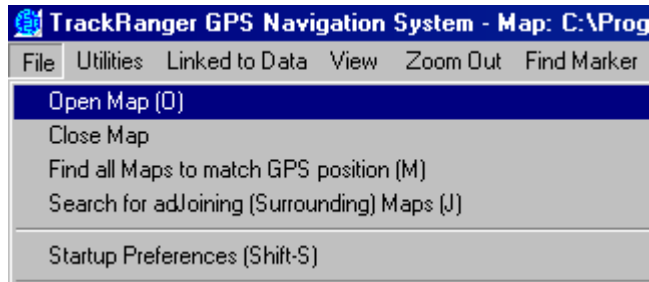 TrackRanger GPS Navigation System - Map: C:\Prog
File Utilities Linked to Data View Zoom Out Find Marker
Open Map (O)
Close Map
Find all Maps to match GPS position (M)
Search for adJoining (Surrounding) Maps (J)
Startup Preferences (Shift-S)